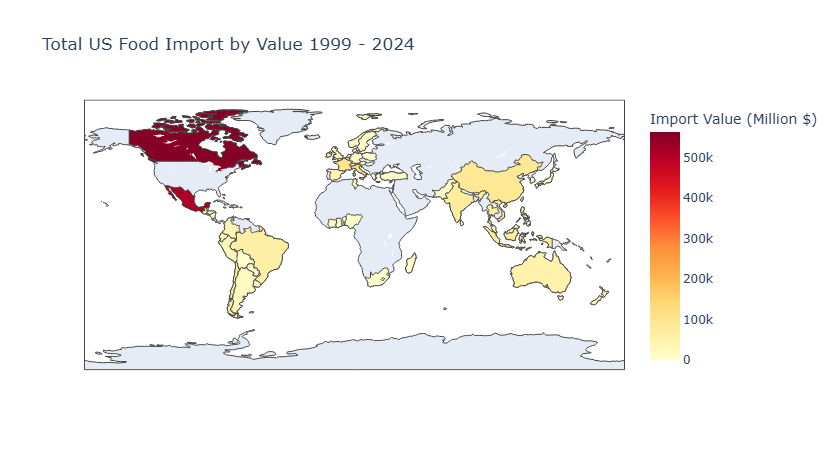 Total US Food Import by Value 1999 - 2024
Import Value (Million $)
500k
400k
300k
200k
100k
0